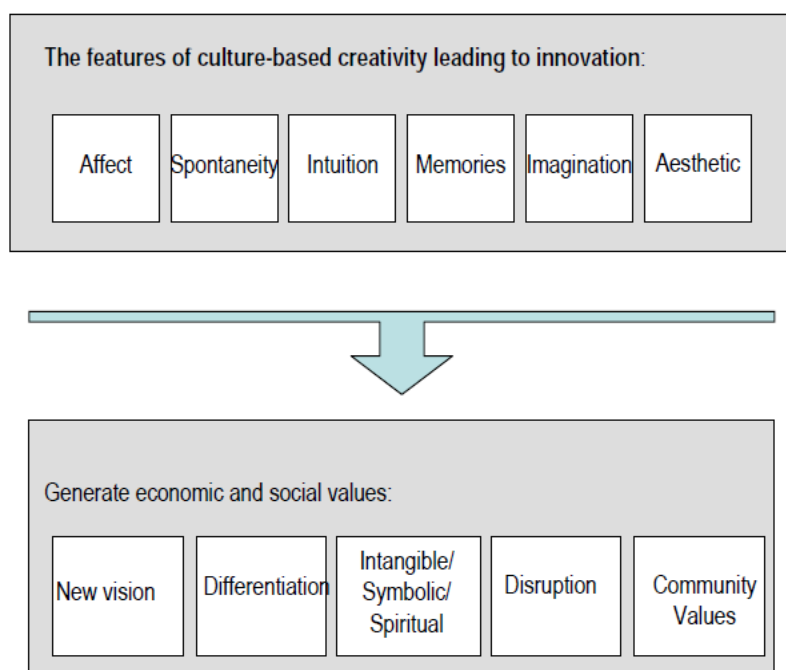 The features of culture-based creativity leading to innovation:
Affect
Spontaneity
Intuition
Memories
Imagination
Aesthetic
Generate economic and social values:
New vision
Differentiation
Intangible/
Symbolic/
Spiritual
Disruption
Community
Values